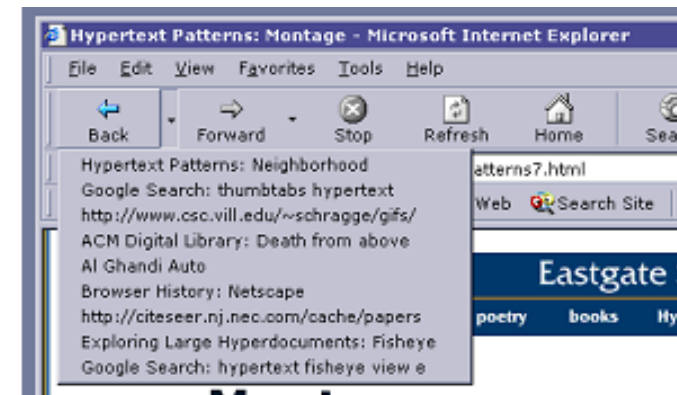 Hypertext Patterns: Montage - Microsoft Internet Explorer
File Edit View Favorites Tools Help
Back Forward Stop Refresh Home
Hypertext Patterns: Neighborhood
atterns7.html
Google Search: thumbtabs hypertext
http://www.csc.vill.edu/~schragge/gifs/
Web Search Site
ACM Digital Library: Death from above
Al Ghandi Auto
Eastgate
Browser History: Netscape
http://citeseer.nj.nec.com/cache/papers
poetry books Hy
Exploring Large Hyperdocuments: Fisheye
Google Search: hypertext fisheye view e